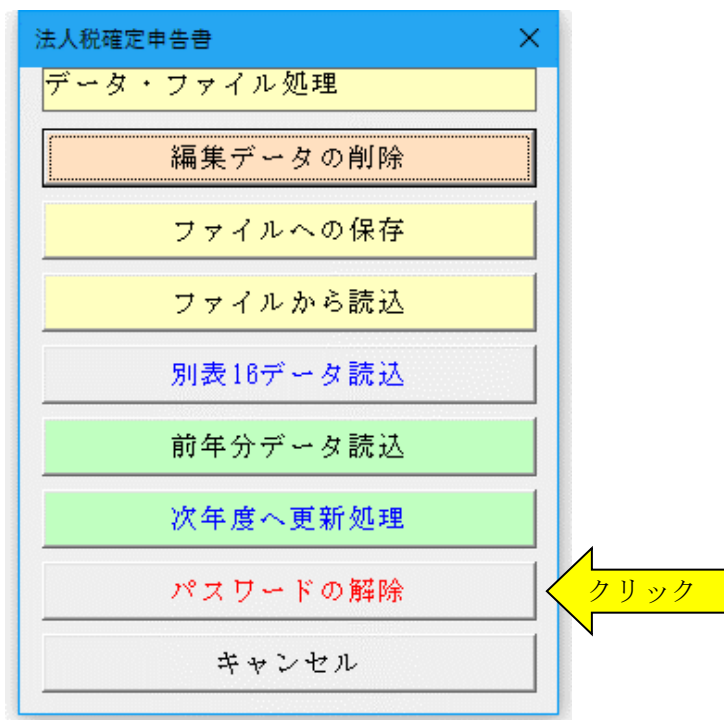 法人税確定申告書
データ・ファイル処理
編集データの削除
ファイルへの保存
ファイルから読込
別表16データ読込
前年分データ読込
次年度へ更新処理
パスワードの解除
クリック
キャンセル